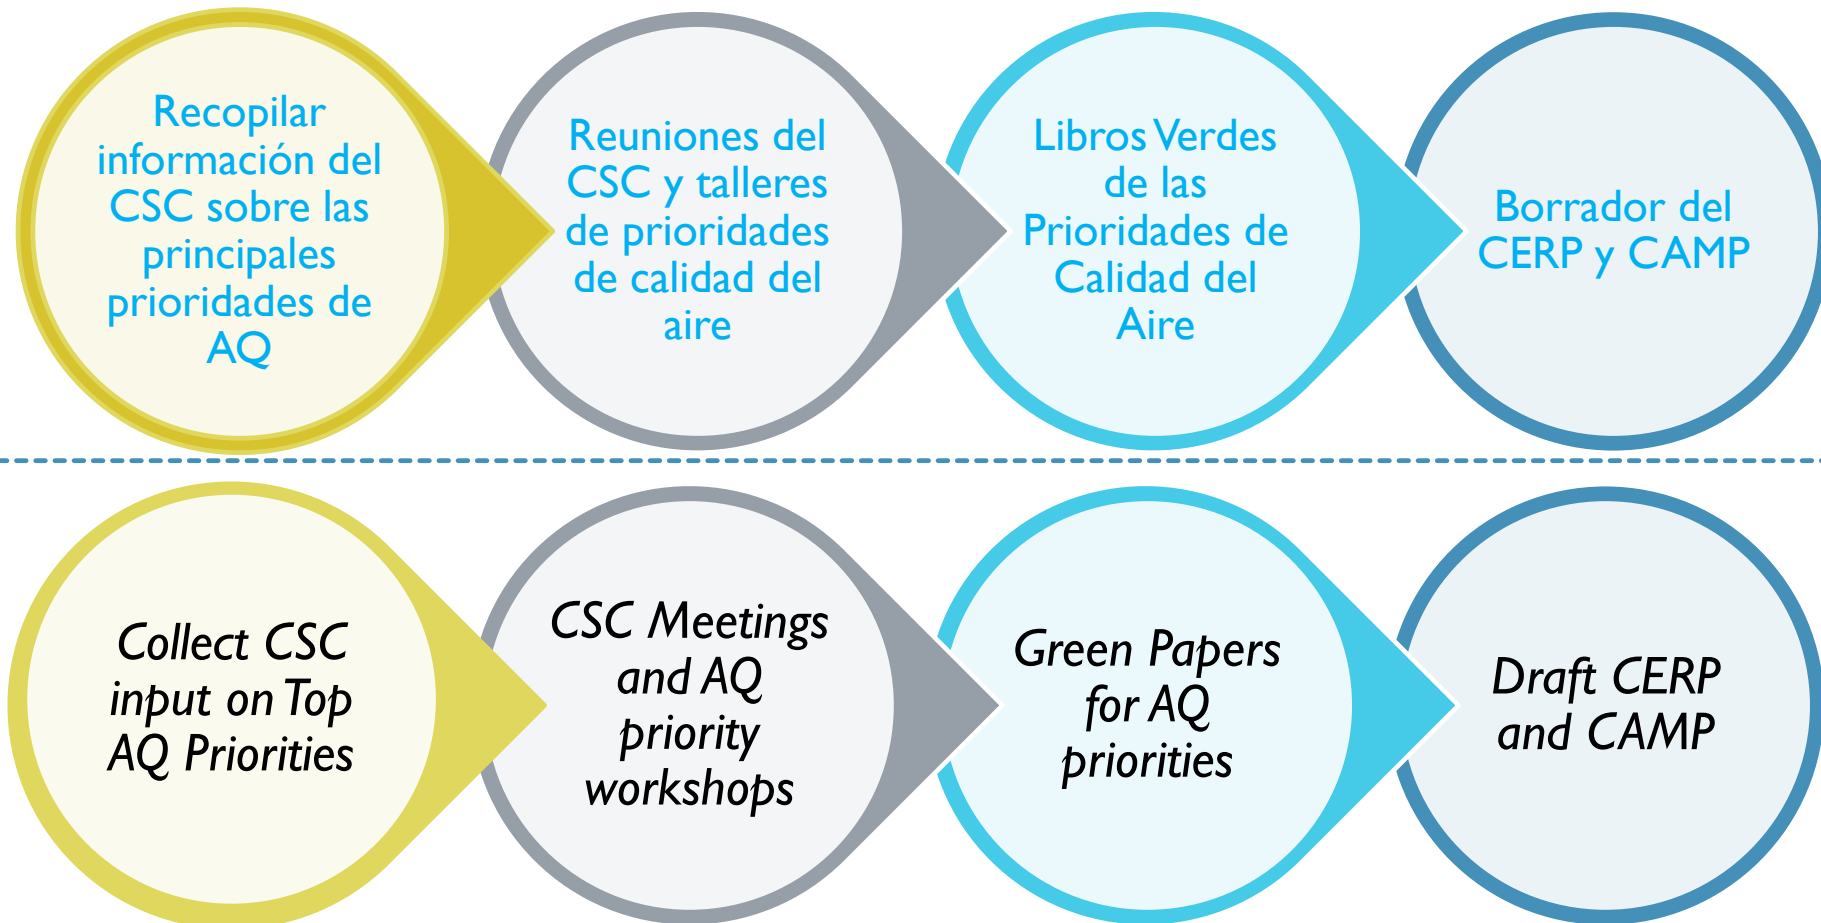 Recopilar
información del
CSC sobre las
principales
prioridades de
AQ
Reuniones del
CSC y talleres
de prioridades
de calidad del
aire
Libros Verdes
de las
Prioridades de
Calidad del
Aire
Borrador del
CERP y CAMP
Collect CSC
input on Top
AQ Priorities
CSC Meetings
and AQ
priority
workshops
Green Papers
for AQ
priorities
Draft CERP
and CAMP